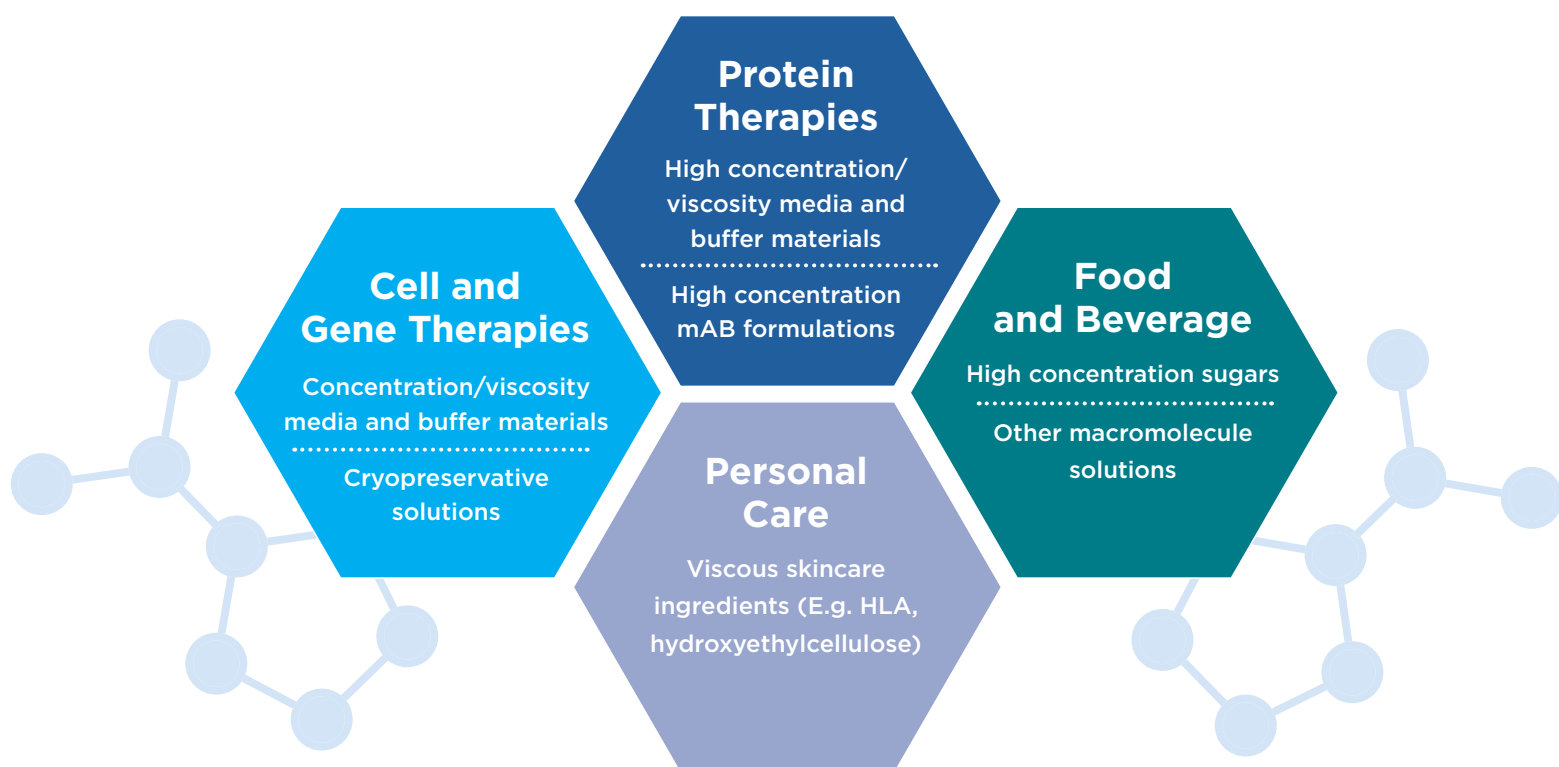 Protein
Therapies
High concentration/
viscosity media and
buffer materials
High concentration
mAB formulations
Cell and
Gene Therapies
Concentration/viscosity
media and buffer materials
Cryopreservative
solutions
Food
and Beverage
High concentration sugars
Other macromolecule
solutions
Personal
Care
Viscous skincare
ingredients (E.g. HLA,
hydroxyethylcellulose)